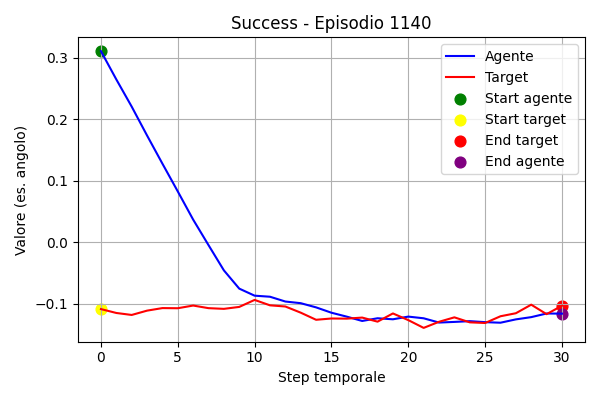 Success - Episodio 1140
Valore (es. angolo)
0.3
0.2
0.1
0.0
−0.1
0
5
10
15
20
25
30
Step temporale
Agente
Target
Start agente
Start target
End target
End agente